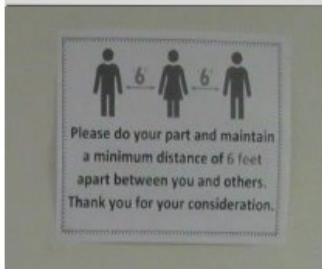 6' 6'
Please do your part and maintain
a minimum distance of 6 feet
apart between you and others.
Thank you for your consideration.